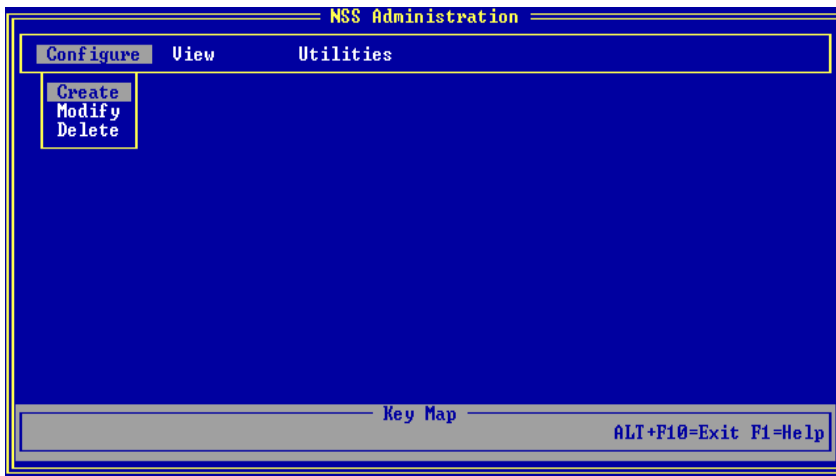 NSS Administration
Configure View Utilities
Create
Modify
Delete
Key Map
ALT+F10=Exit F1=Help